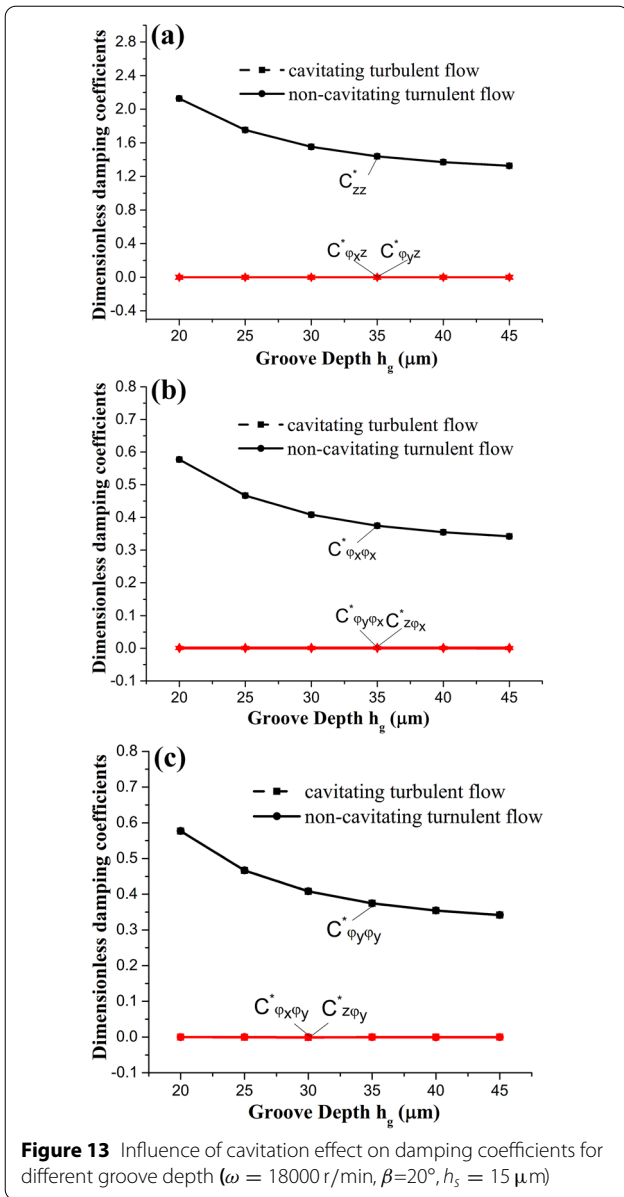 (a)
Dimensionless damping coefficients
2.8
2.4
2.0
1.6
1.2
0.8
0.4
0.0
-0.4
cavitating turbulent flow
non-cavitating turnulent flow
C*zz
C*φxz C*φyz
20 25 30 35 40 45
Groove Depth h_g (μm)
(b)
Dimensionless damping coefficients
0.8
0.7
0.6
0.5
0.4
0.3
0.2
0.1
0.0
-0.1
cavitating turbulent flow
non-cavitating turnulent flow
C*φxφx
C*φyφx C*zφx
20 25 30 35 40 45
Groove Depth h_g (μm)
(c)
Dimensionless damping coefficients
0.8
0.7
0.6
0.5
0.4
0.3
0.2
0.1
0.0
-0.1
cavitating turbulent flow
non-cavitating turnulent flow
C*φyφy
C*φxφy C*zφy
20 25 30 35 40 45
Groove Depth h_g (μm)
Figure 13 Influence of cavitation effect on damping coefficients for
different groove depth (ω = 18000 r/min, β=20°, h_s = 15 μm)